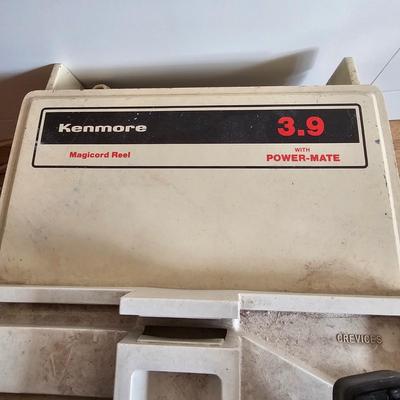 Kenmore 3.9
Magicord Reel
WITH
POWER-MATE
CREVICES